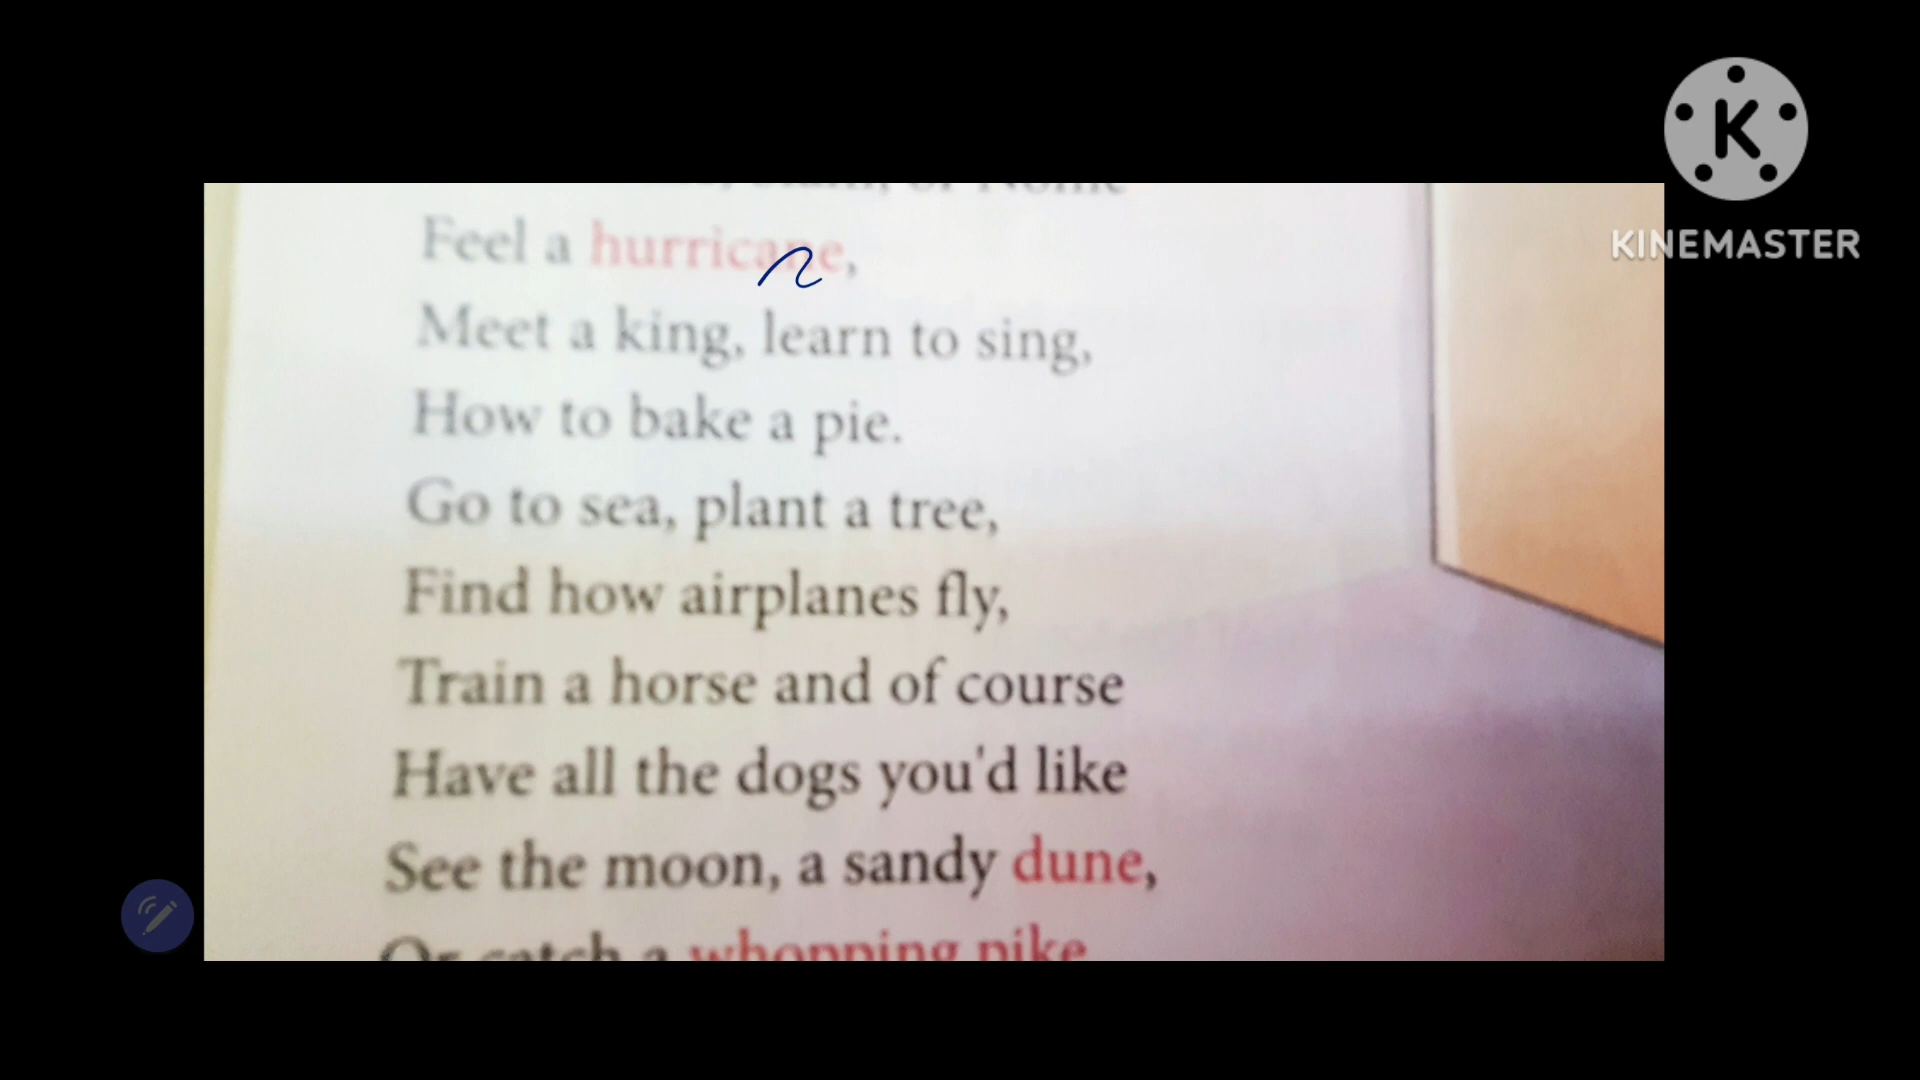 or Nome
Feel a hurricane,
Meet a king, learn to sing,
How to bake a pie.
Go to sea, plant a tree,
Find how airplanes fly,
Train a horse and of course
Have all the dogs you'd like
See the moon, a sandy dune,
Or catch a whopping pike
K
KINEMASTER